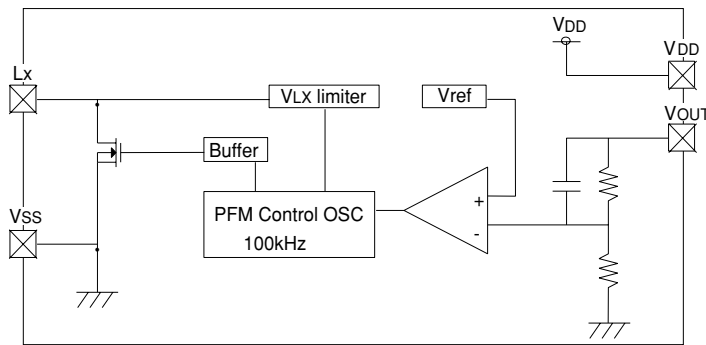 VDD
VDD
Lx
VLX limiter
Vref
VOUT
Buffer
+
PFM Control OSC
100kHz
-
VSS